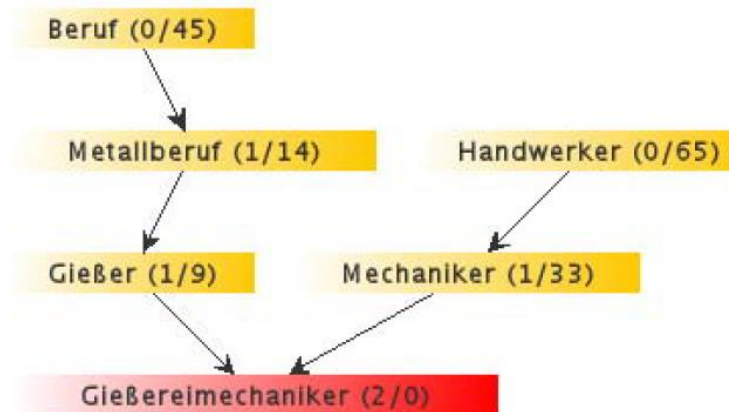 Beruf (0/45)
Metallberuf (1/14)
Handwerker (0/65)
Gießer (1/9)
Mechaniker (1/33)
Gießereimechaniker (2/0)